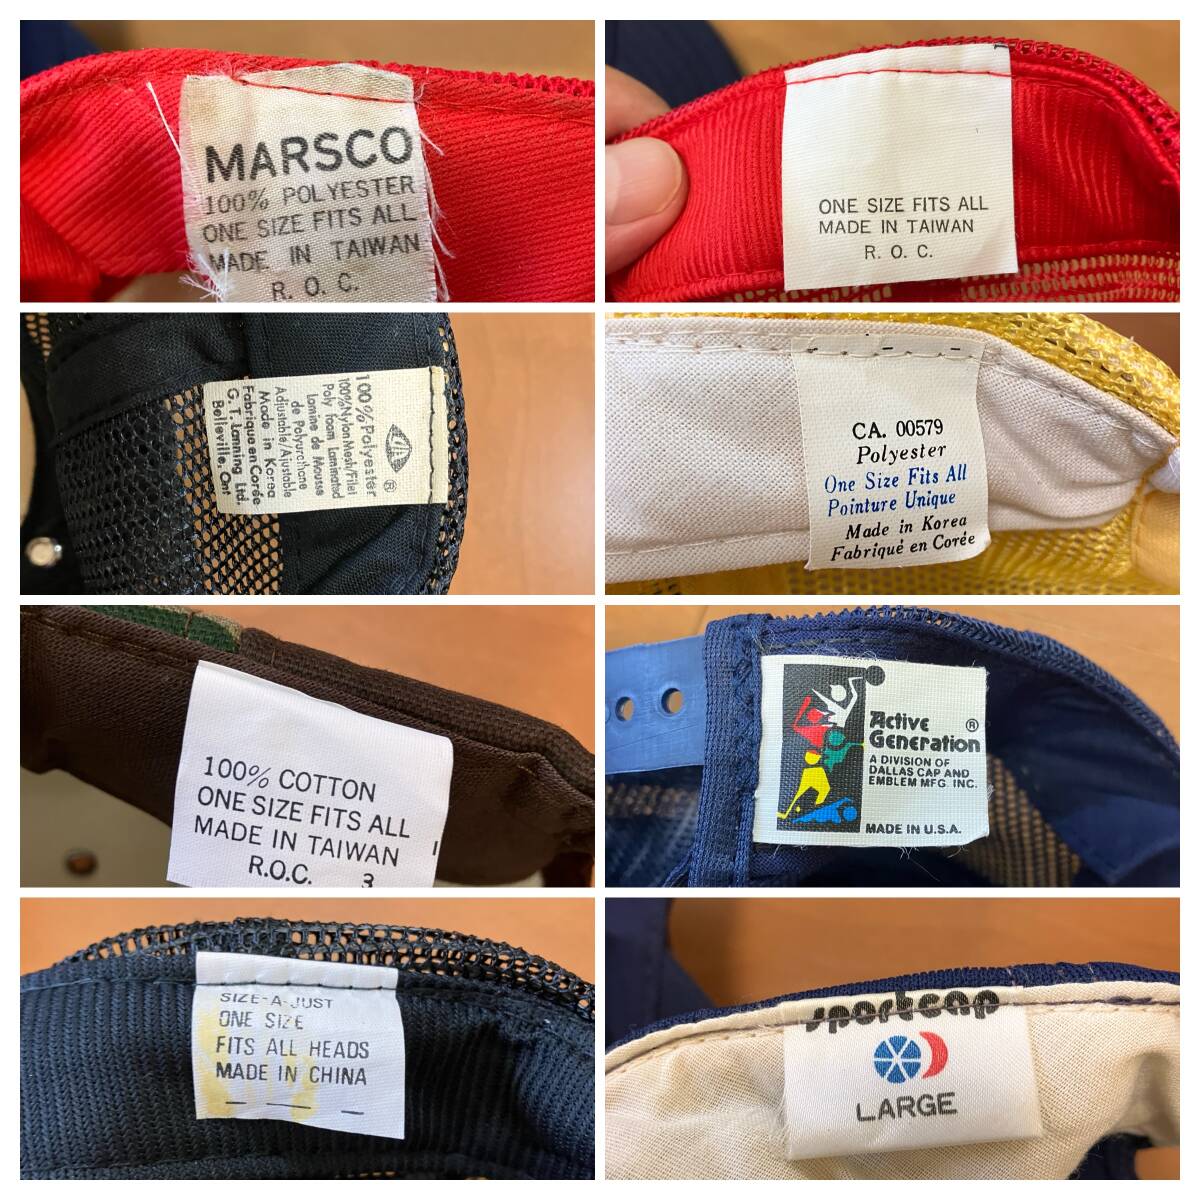 MARSCO
100% POLYESTER
ONE SIZE FITS ALL
MADE IN TAIWAN
R. O. C.
ONE SIZE FITS ALL
MADE IN TAIWAN
R. O. C.
®
100% Polyester
100% Nylon Mesh/Filet
Poly foam Laminated
Lamine de Mousse
de Polyurethane
Adjustable/Ajustable
Made in Korea
Fabrique en Corée
G. T. Lanning Ltd.
Belleville, Ont
CA. 00579
Polyester
One Size Fits All
Pointure Unique
Made in Korea
Fabriqué en Corée
100% COTTON
ONE SIZE FITS ALL
MADE IN TAIWAN
R.O.C. 3
Active ®
Generation
A DIVISION OF
DALLAS CAP AND
EMBLEM MFG. INC.
MADE IN U.S.A.
SIZE-A-JUST
ONE SIZE
FITS ALL HEADS
MADE IN CHINA
sportcap
LARGE